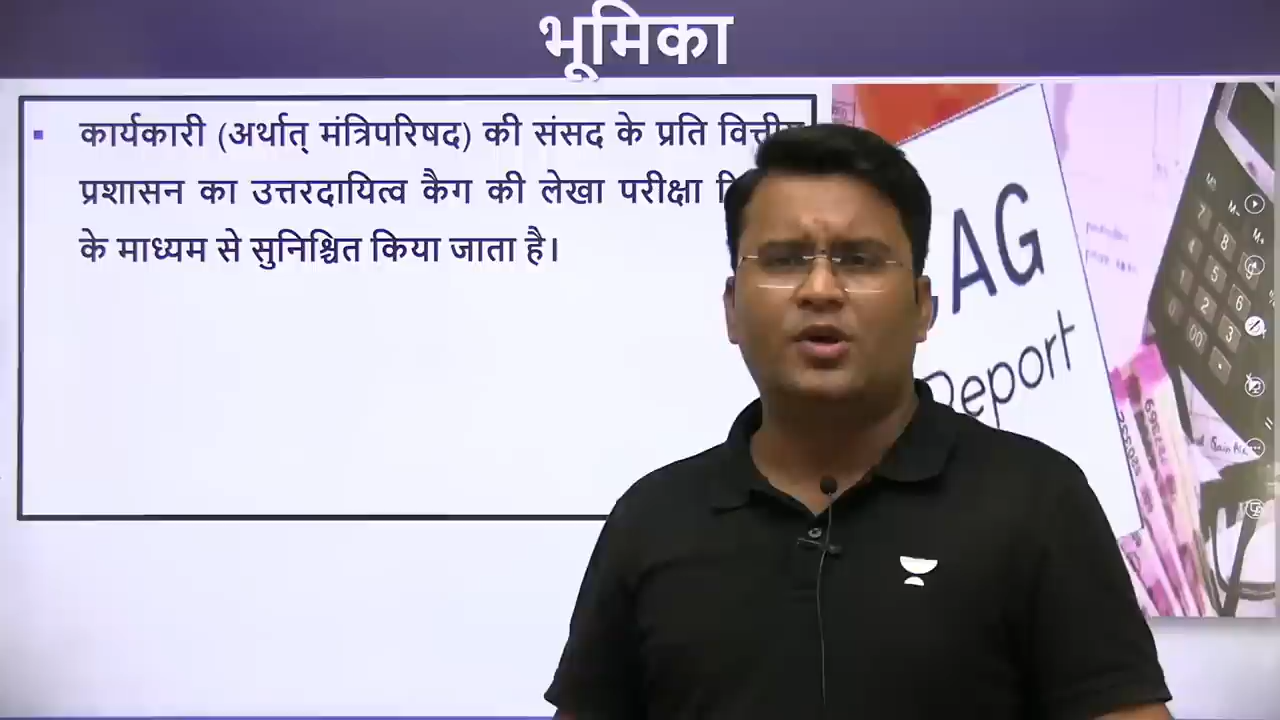 भूमिका
कार्यकारी (अर्थात् मंत्रिपरिषद) की संसद के प्रति
प्रशासन का उत्तरदायित्व कैग की लेखा परीक्षा
के माध्यम से सुनिश्चित किया जाता है।
AG
Report